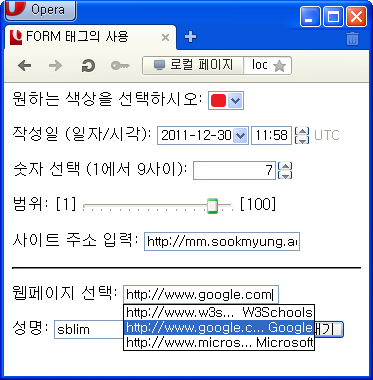 Opera
FORM 태그의 사용
로컬 페이지 loc
원하는 색상을 선택하시오:
작성일 (일자/시각): 2011-12-30 11:58 UTC
숫자 선택 (1에서 9사이): 7
범위: [1] [100]
사이트 주소 입력: http://mm.sookmyung.a
웹페이지 선택: http://www.google.com
http://www.w3s... W3Schools
성명: sblim
http://www.google.c... Google
http://www.micros... Microsoft